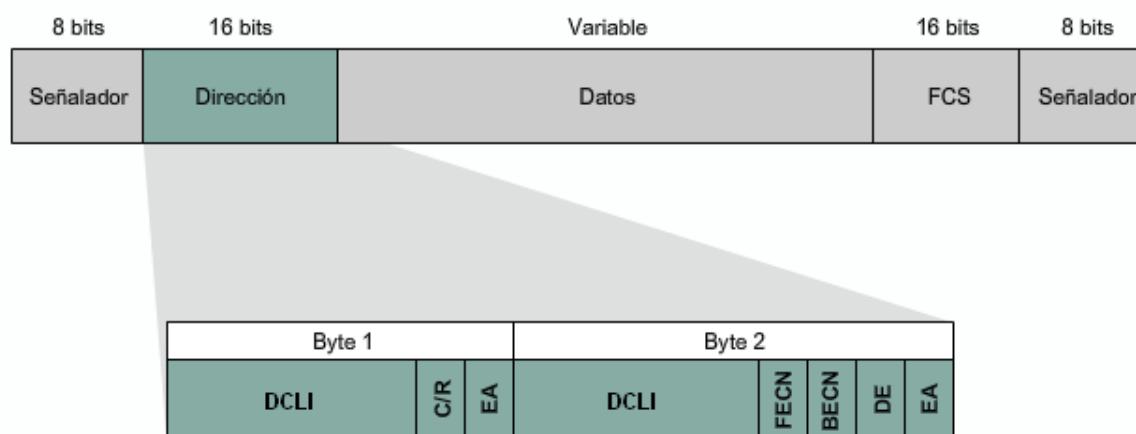 8 bits 16 bits Variable 16 bits 8 bits
Señalador Dirección Datos FCS Señalador
Byte 1 Byte 2
DCLI C/R EA DCLI FECN BECN DE EA